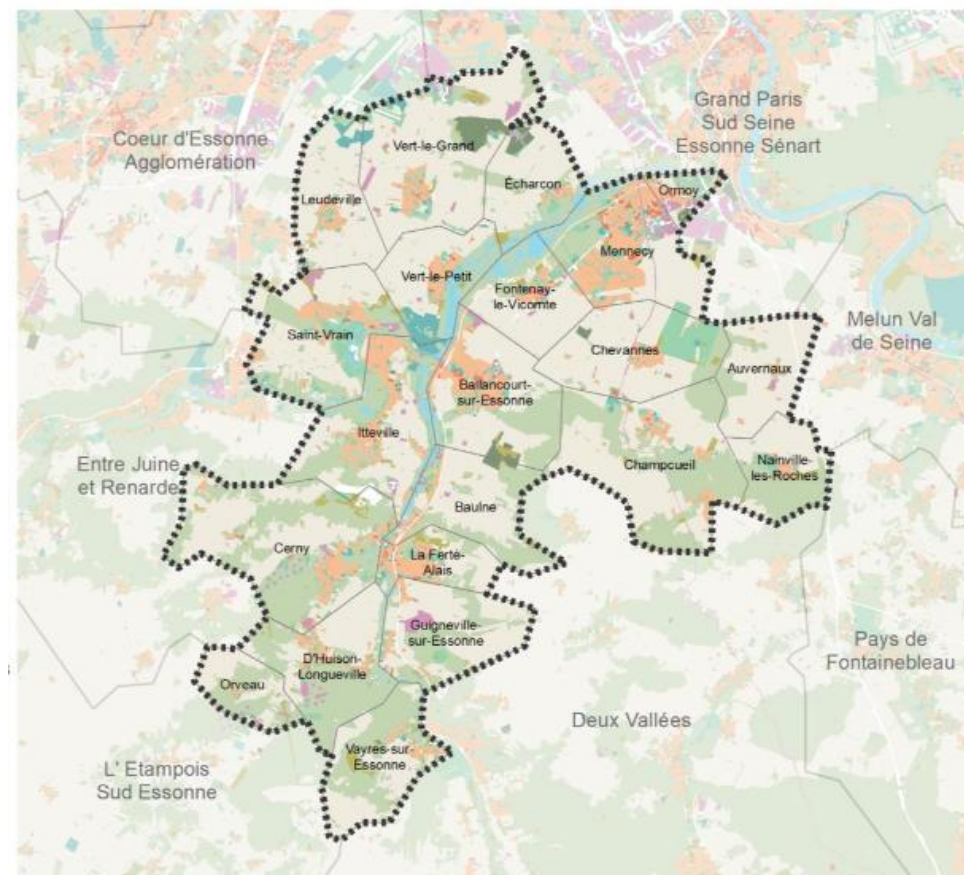 Grand Paris
Sud Seine
Essonne Sénart
Coeur d'Essonne
Agglomération
Vert-le-Grand
Écharcon
Ormoy
Leudeville
Mennecy
Vert-le-Petit
Fontenay-
le-Vicomte
Melun Val
de Seine
Saint-Vrain
Chevannes
Auvernaux
Ballancourt-
sur-Essonne
Itteville
Entre Juine
et Renarde
Champcueil
Nainville-
les-Roches
Baulne
Cerny
La Ferté-
Alais
Guigneville-
sur-Essonne
Pays de
Fontainebleau
D'Huison-
Longueville
Orveau
Deux Vallées
Vayres-sur-
Essonne
L' Etampois
Sud Essonne